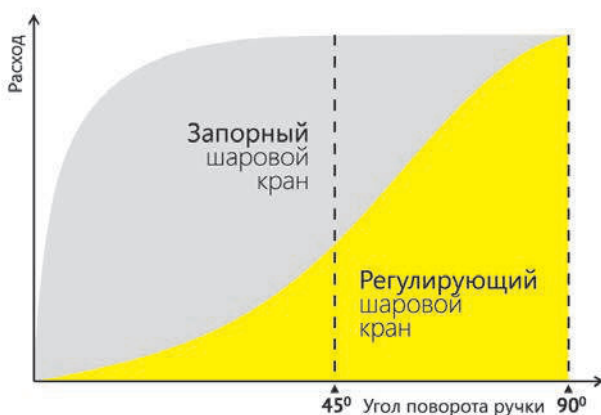 Расход
Запорный
шаровой
кран
Регулирующий
шаровой
кран
45⁰ Угол поворота ручки 90⁰